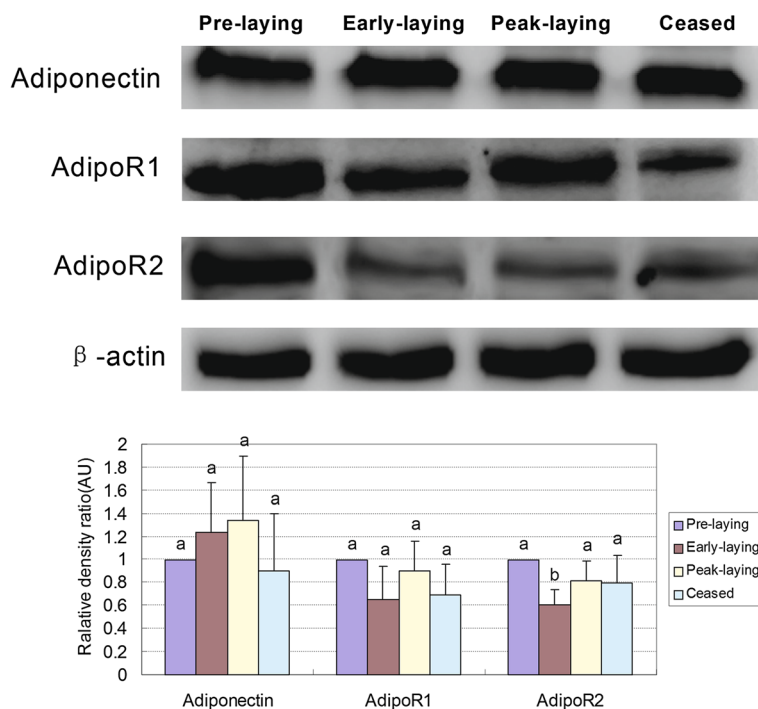 Pre-laying Early-laying Peak-laying Ceased
Adiponectin
AdipoR1
AdipoR2
β-actin
Ralative density ratio(AU)
2
1.8
1.6
1.4
1.2
1
0.8
0.6
0.4
0.2
0
a a a a
a a a a
a b a a
Adiponectin AdipoR1 AdipoR2
Pre-laying
Early-laying
Peak-laying
Ceased